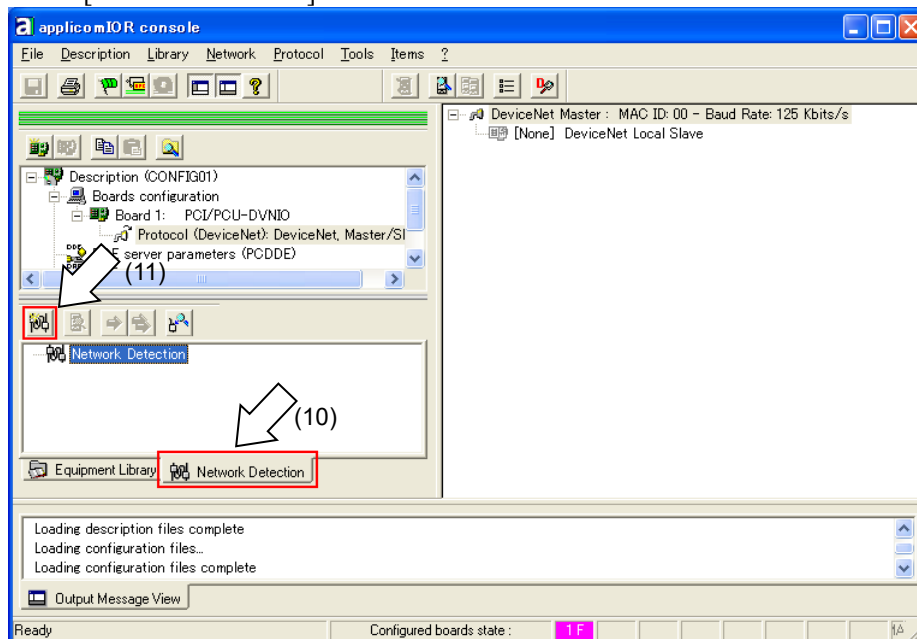 applicomIOR console
File Description Library Network Protocol Tools Items ?
DeviceNet Master : MAC ID: 00 - Baud Rate: 125 Kbits/s
[None] DeviceNet Local Slave
Description (CONFIG01)
Boards configuration
Board 1: PCI/PCU-DVNIO
Protocol (DeviceNet): DeviceNet, Master/Sl
server parameters (PCDDE)
(11)
Network Detection
(10)
Equipment Library
Network Detection
Loading description files complete
Loading configuration files...
Loading configuration files complete
Output Message View
Ready
Configured boards state :
1 F